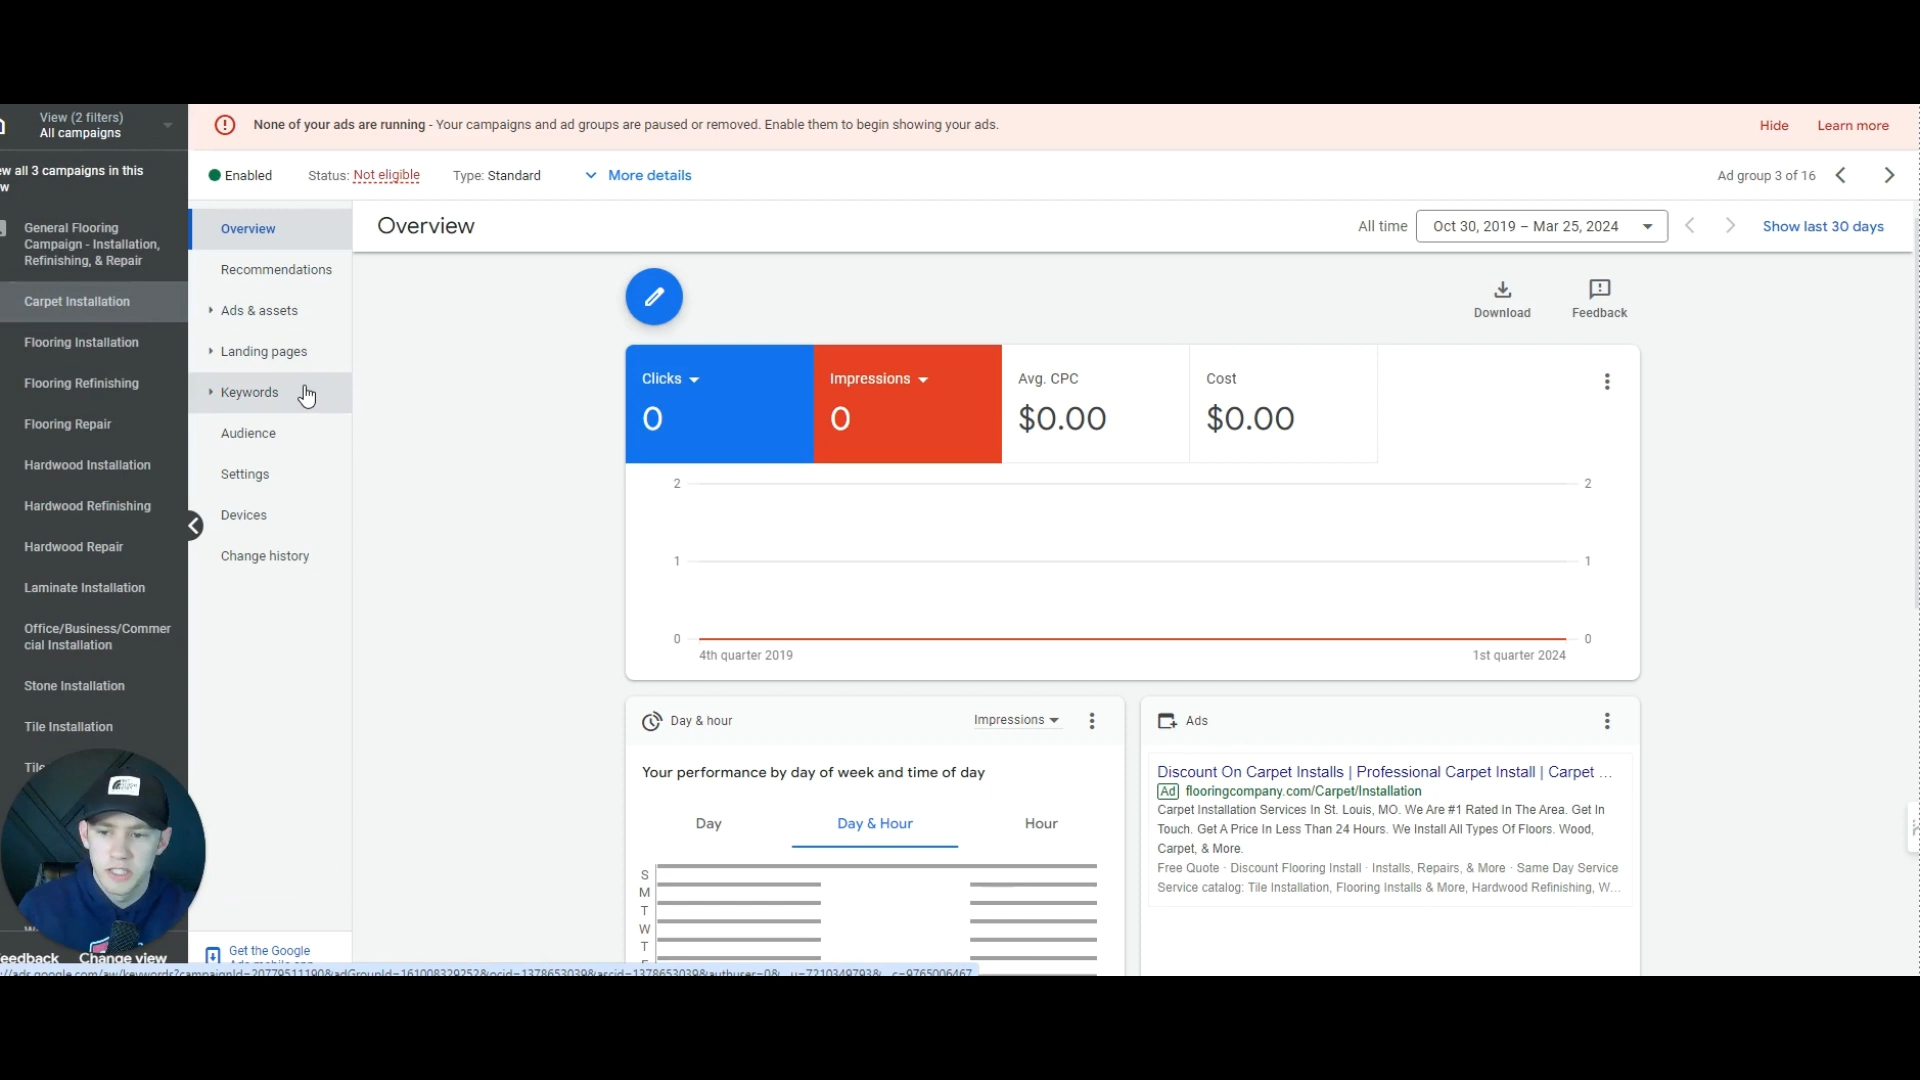 View (2 filters)
All campaigns
None of your ads are running - Your campaigns and ad groups are paused or removed. Enable them to begin showing your ads.
Hide
Learn more
ew all 3 campaigns in this
w
Enabled
Status: Not eligible
Type: Standard
More details
Ad group 3 of 16
General Flooring
Campaign - Installation,
Refinishing, & Repair
Carpet Installation
Flooring Installation
Flooring Refinishing
Flooring Repair
Hardwood Installation
Hardwood Refinishing
Hardwood Repair
Laminate Installation
Office/Business/Commer
cial Installation
Stone Installation
Tile Installation
Tile
eedback
Change view
Overview
Recommendations
Ads & assets
Landing pages
Keywords
Audience
Settings
Devices
Change history
Get the Google
Ads mobile app
Overview
All time
Oct 30, 2019 – Mar 25, 2024
Show last 30 days
Download
Feedback
Clicks
0
Impressions
0
Avg. CPC
$0.00
Cost
$0.00
2
2
1
1
0
0
4th quarter 2019
1st quarter 2024
Day & hour
Impressions
Your performance by day of week and time of day
Day
Day & Hour
Hour
S
M
T
W
T
Ads
Discount On Carpet Installs | Professional Carpet Install | Carpet ...
Ad flooringcompany.com/Carpet/Installation
Carpet Installation Services In St. Louis, MO. We Are #1 Rated In The Area. Get In
Touch. Get A Price In Less Than 24 Hours. We Install All Types Of Floors. Wood,
Carpet, & More.
Free Quote · Discount Flooring Install · Installs, Repairs, & More · Same Day Service
Service catalog: Tile Installation, Flooring Installs & More, Hardwood Refinishing, W...